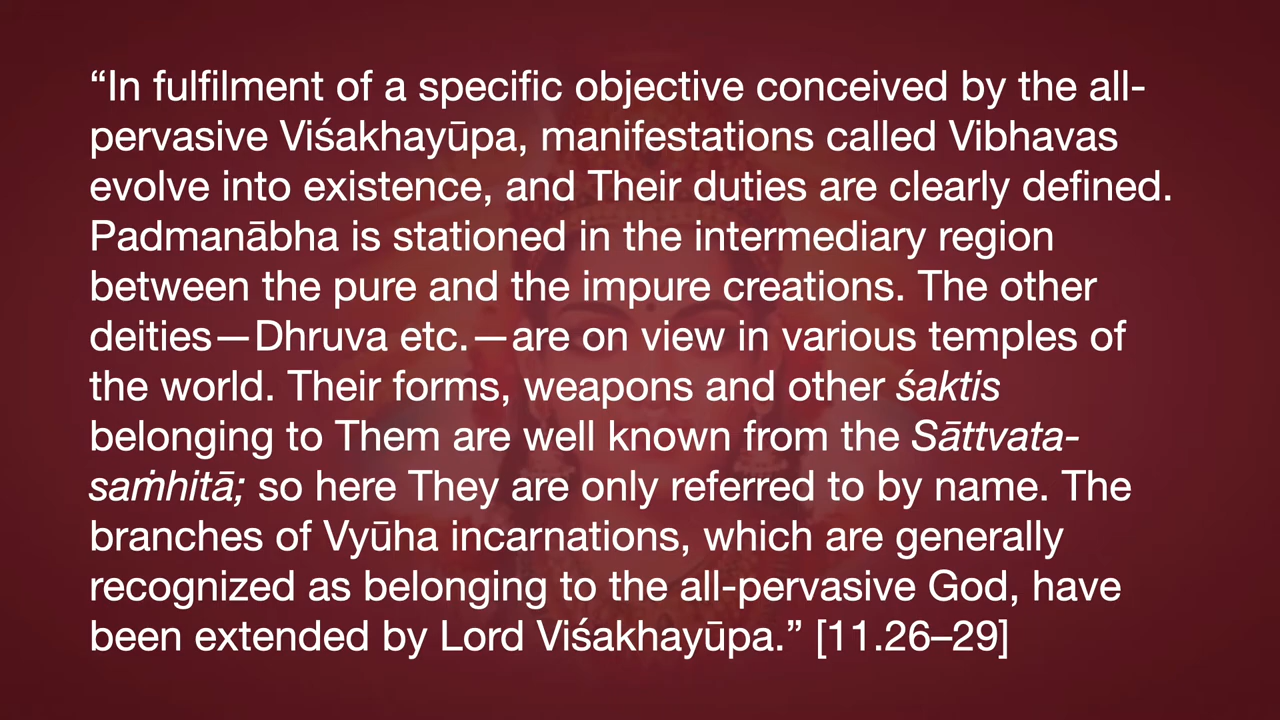 “In fulfilment of a specific objective conceived by the all-
pervasive Viśakhayūpa, manifestations called Vibhavas
evolve into existence, and Their duties are clearly defined.
Padmanābha is stationed in the intermediary region
between the pure and the impure creations. The other
deities—Dhruva etc.—are on view in various temples of
the world. Their forms, weapons and other śaktis
belonging to Them are well known from the Sāttvata-
saṁhitā; so here They are only referred to by name. The
branches of Vyūha incarnations, which are generally
recognized as belonging to the all-pervasive God, have
been extended by Lord Viśakhayūpa.” [11.26–29]